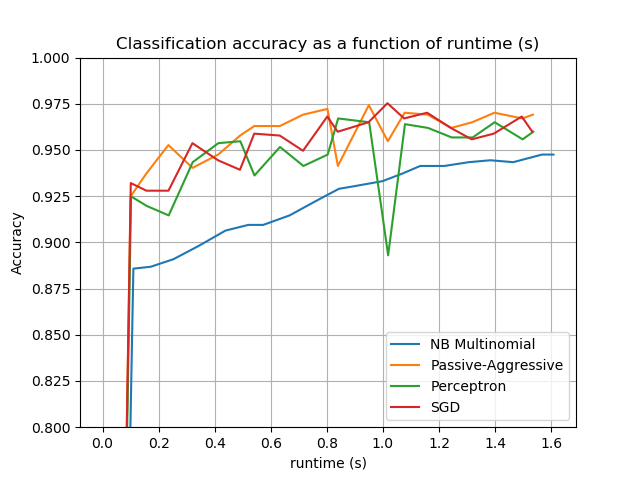 Classification accuracy as a function of runtime (s)
1.000
0.975
0.950
0.925
0.900
0.875
0.850
0.825
0.800
Accuracy
NB Multinomial
Passive-Aggressive
Perceptron
SGD
0.0 0.2 0.4 0.6 0.8 1.0 1.2 1.4 1.6
runtime (s)